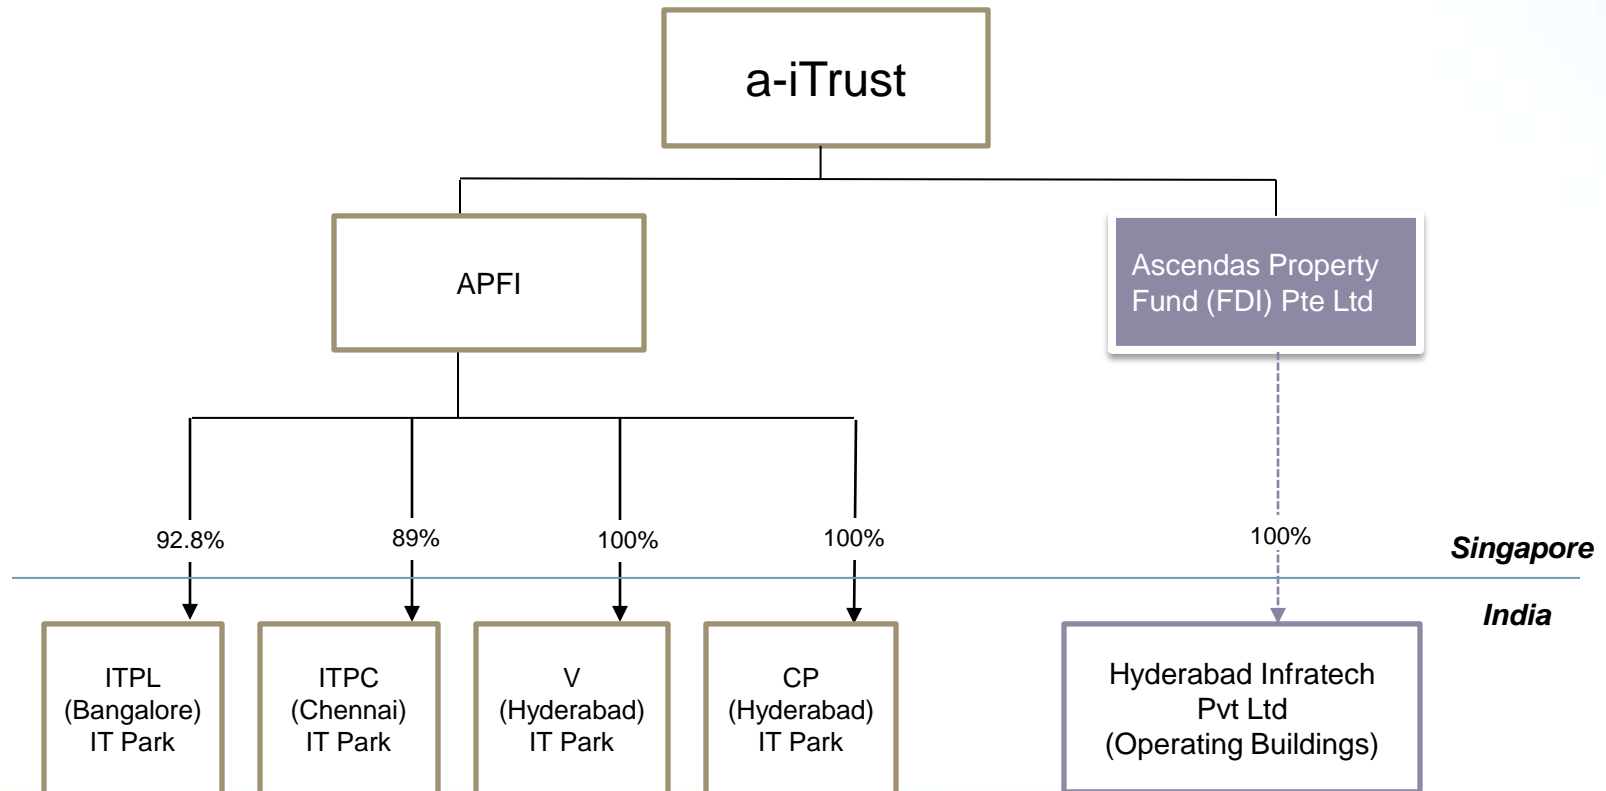 a-iTrust
APFI
Ascendas Property
Fund (FDI) Pte Ltd
92.8%
89%
100%
100%
100%
Singapore
India
ITPL
(Bangalore)
IT Park
ITPC
(Chennai)
IT Park
V
(Hyderabad)
IT Park
CP
(Hyderabad)
IT Park
Hyderabad Infratech
Pvt Ltd
(Operating Buildings)